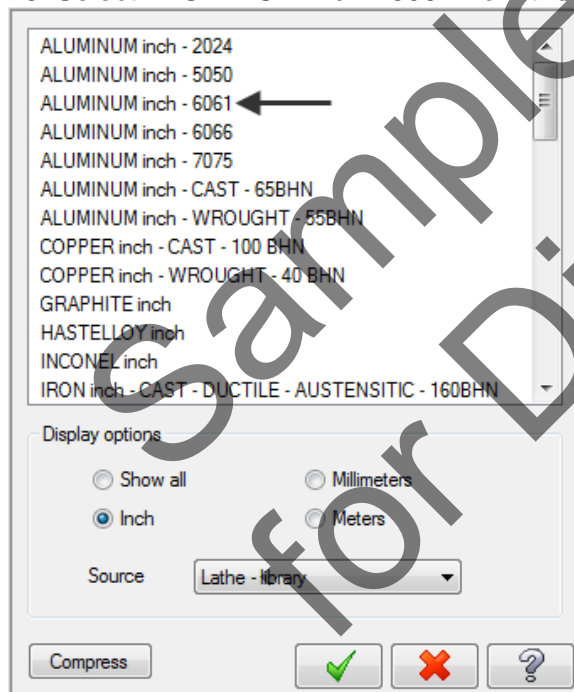 ALUMINUM inch - 2024
ALUMINUM inch - 5050
ALUMINUM inch - 6061
ALUMINUM inch - 6066
ALUMINUM inch - 7075
ALUMINUM inch - CAST - 65BHN
ALUMINUM inch - WROUGHT - 55BHN
COPPER inch - CAST - 100 BHN
COPPER inch - WROUGHT - 40 BHN
GRAPHITE inch
HASTELLOY inch
INCONEL inch
IRON inch - CAST - DUCTILE - AUSTENSITIC - 160BHN
Display options
Show all
Millimeters
Inch
Meters
Source
Lathe - library
Compress
Sample
for